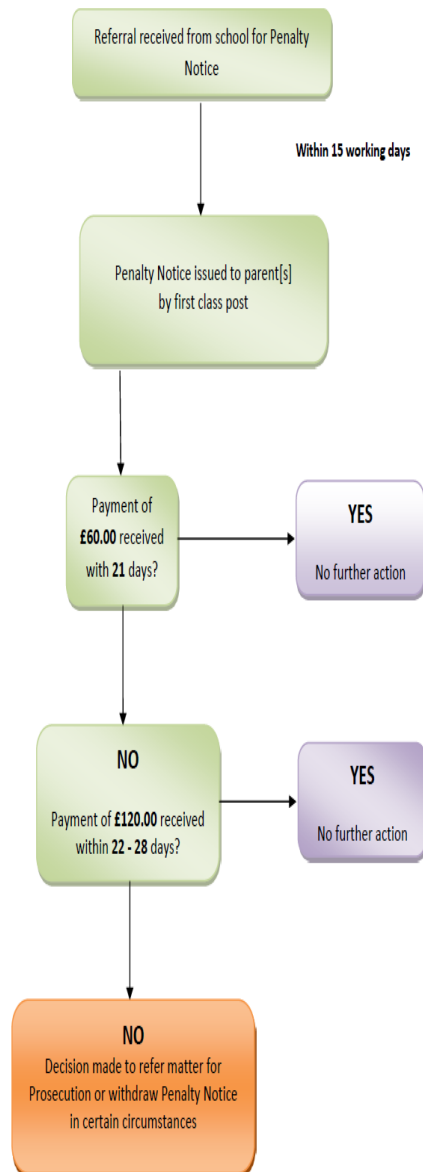 Referral received from school for Penalty
Notice
Within 15 working days
Penalty Notice issued to parent[s]
by first class post
Payment of
£60.00 received
with 21 days?
YES
No further action
NO
Payment of £120.00 received
within 22 - 28 days?
YES
No further action
NO
Decision made to refer matter for
Prosecution or withdraw Penalty Notice
in certain circumstances